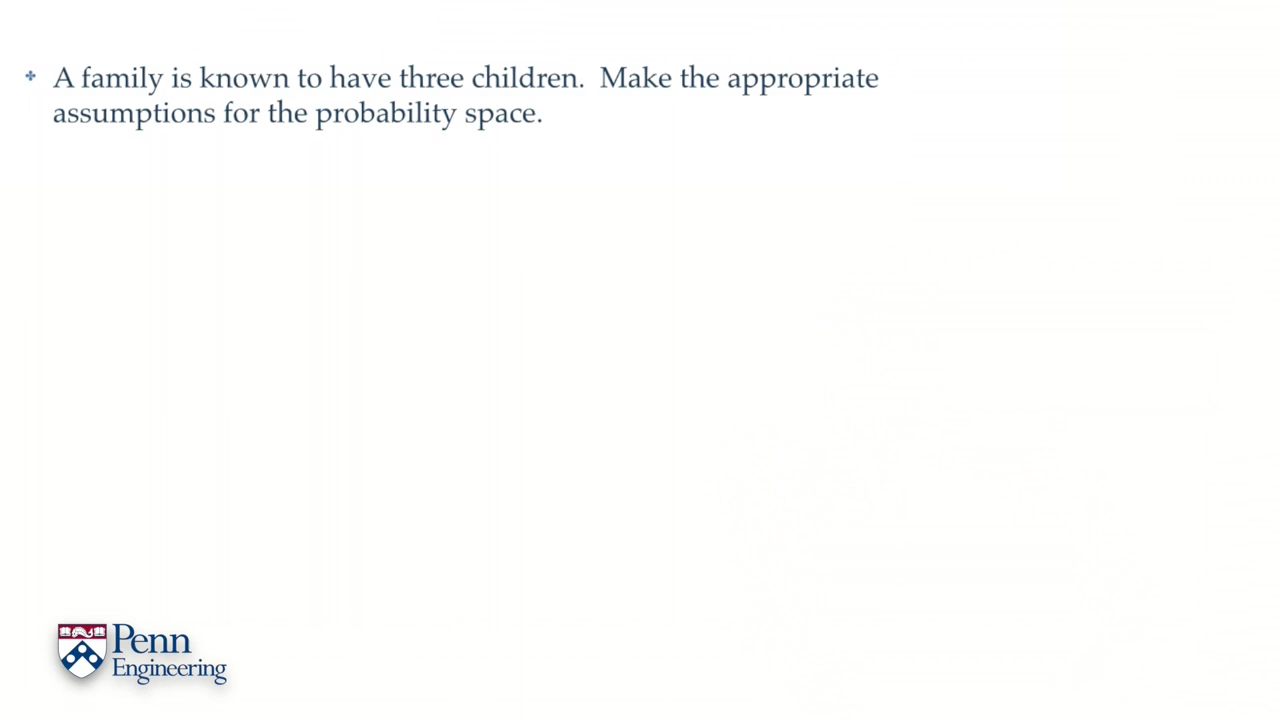 A family is known to have three children. Make the appropriate
assumptions for the probability space.
Penn
Engineering